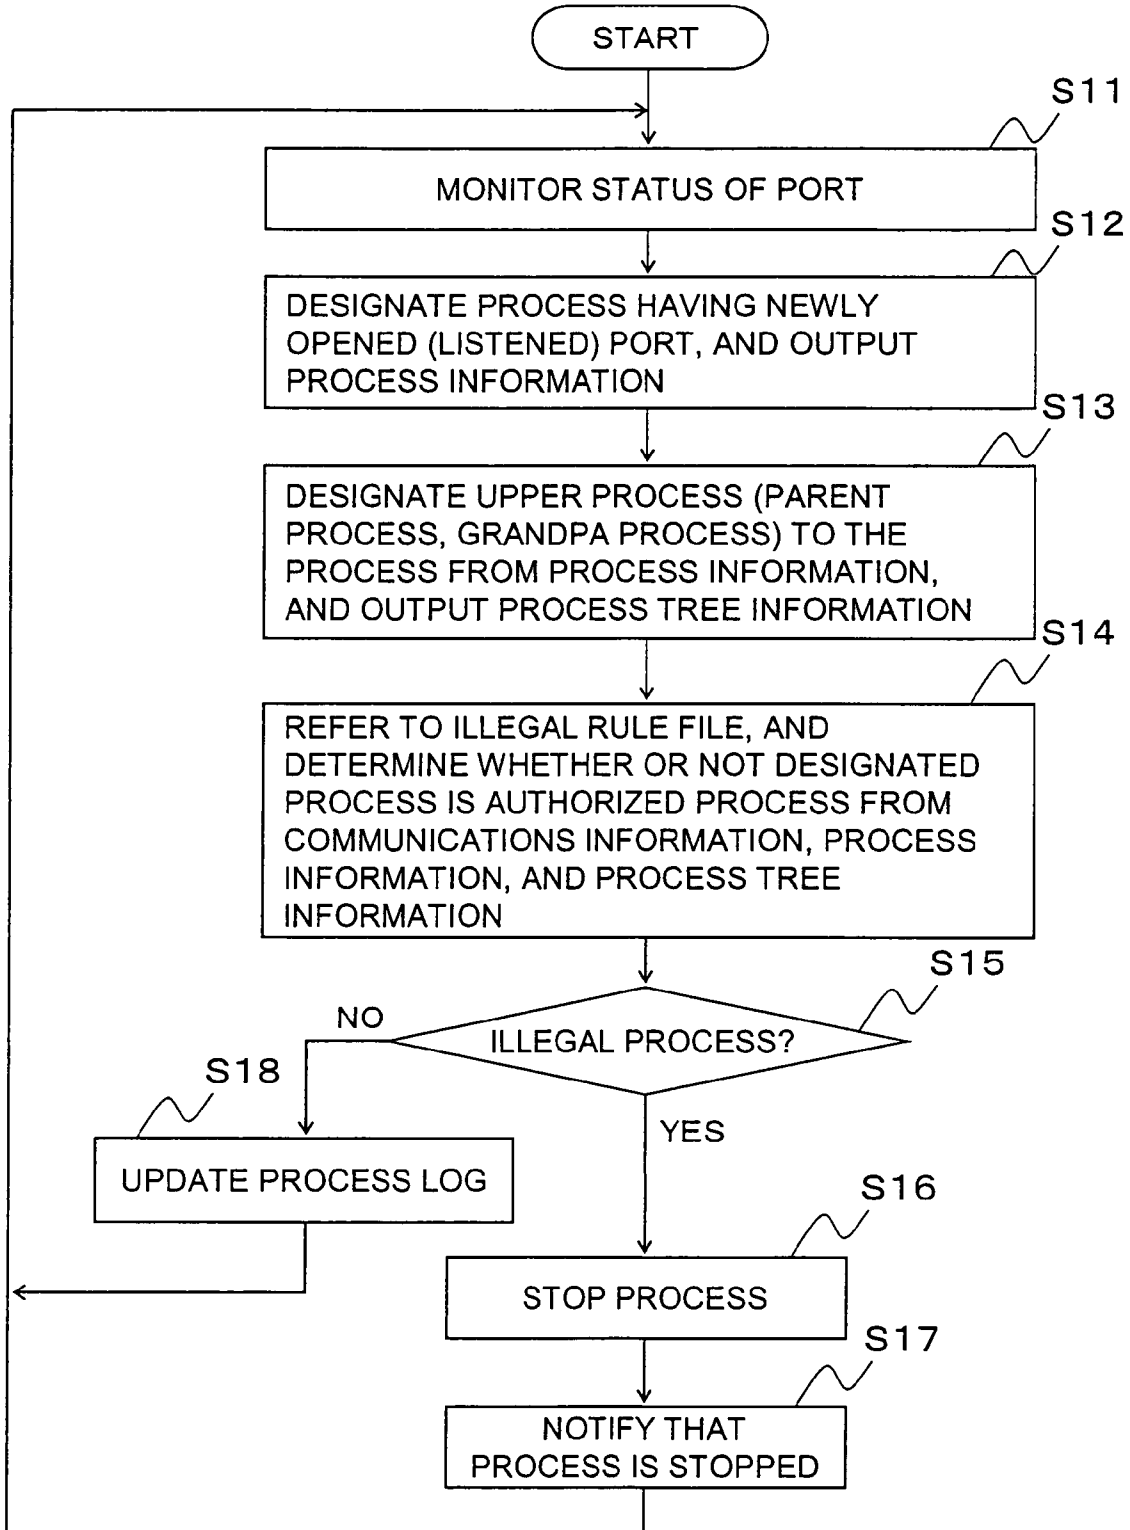 START
S11
MONITOR STATUS OF PORT
S12
DESIGNATE PROCESS HAVING NEWLY
OPENED (LISTENED) PORT, AND OUTPUT
PROCESS INFORMATION
S13
DESIGNATE UPPER PROCESS (PARENT
PROCESS, GRANDPA PROCESS) TO THE
PROCESS FROM PROCESS INFORMATION,
AND OUTPUT PROCESS TREE INFORMATION
S14
REFER TO ILLEGAL RULE FILE, AND
DETERMINE WHETHER OR NOT DESIGNATED
PROCESS IS AUTHORIZED PROCESS FROM
COMMUNICATIONS INFORMATION, PROCESS
INFORMATION, AND PROCESS TREE
INFORMATION
S15
NO
ILLEGAL PROCESS?
S18
YES
UPDATE PROCESS LOG
S16
STOP PROCESS
S17
NOTIFY THAT
PROCESS IS STOPPED